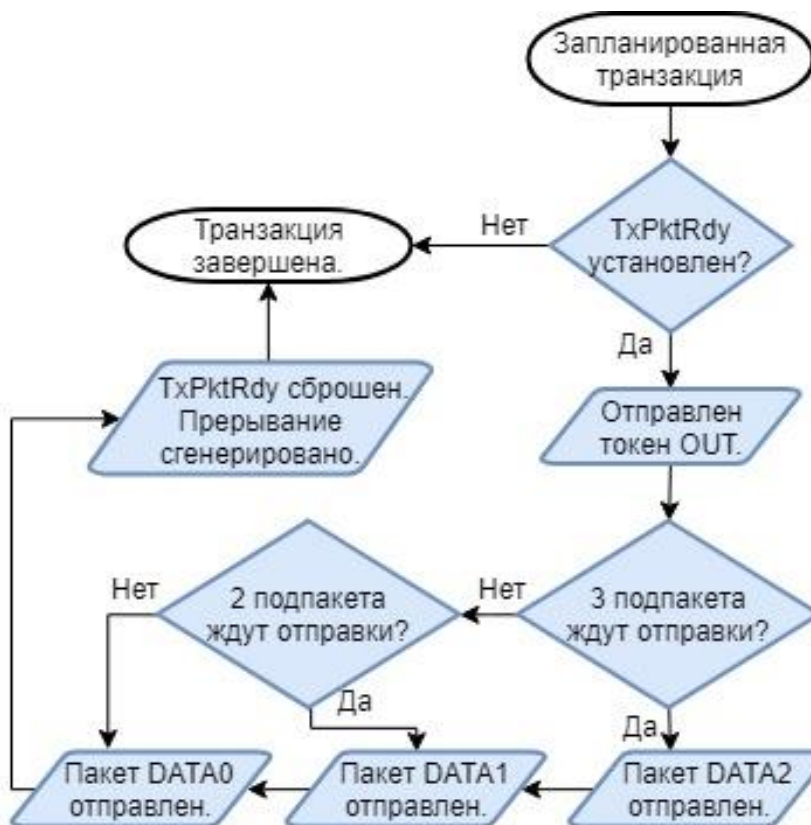 Запланированная
транзакция
Нет
TxPktRdy
установлен?
Транзакция
завершена.
Да
TxPktRdy сброшен.
Прерывание
сгенерировано.
Отправлен
токен OUT.
Нет
2 подпакета
ждут отправки?
Нет
3 подпакета
ждут отправки?
Да
Да
Пакет DATA0
отправлен.
Пакет DATA1
отправлен.
Пакет DATA2
отправлен.